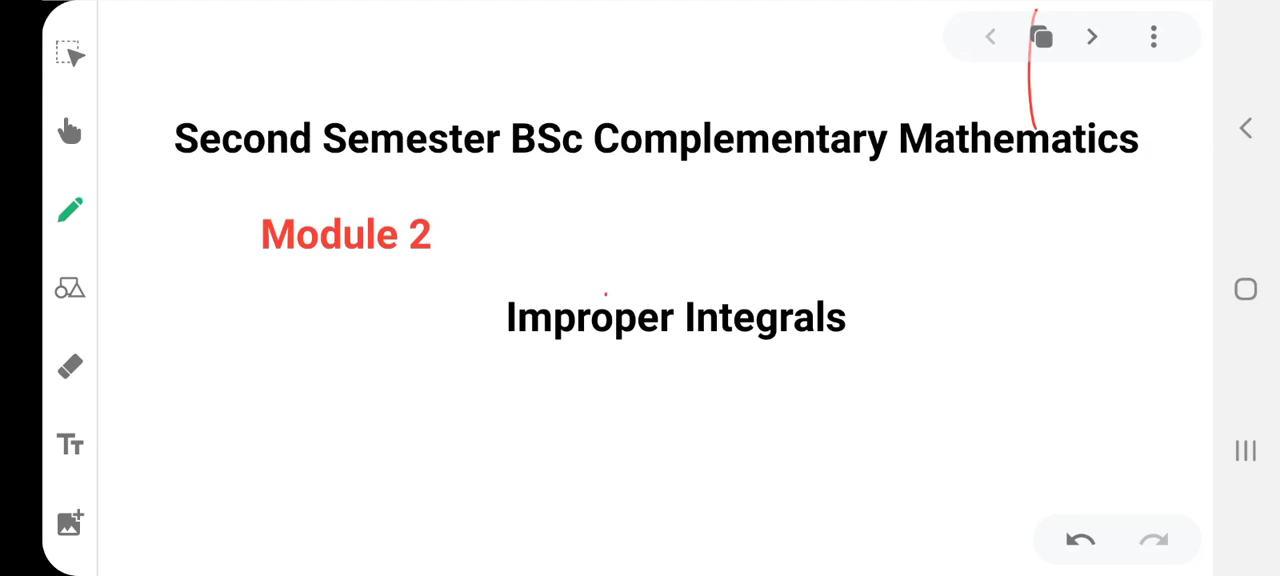 Second Semester BSc Complementary Mathematics
Module 2
Improper Integrals